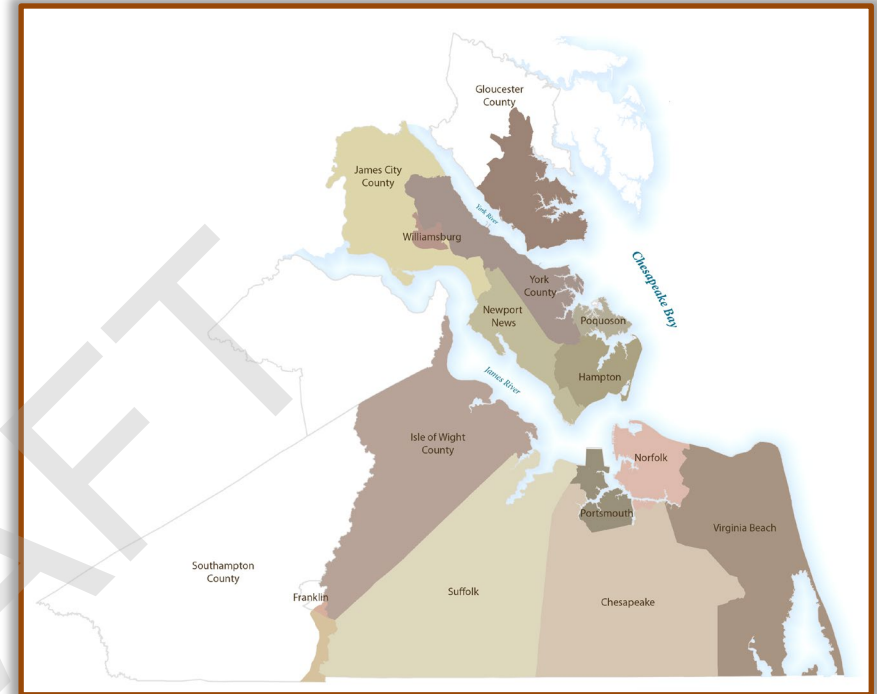 Gloucester
County
James City
County
York River
Williamsburg
Chesapeake Bay
York
County
Newport
News
Poquoson
James River
Hampton
Isle of Wight
County
Norfolk
Portsmouth
Virginia Beach
Southampton
County
Franklin
Suffolk
Chesapeake
AFT